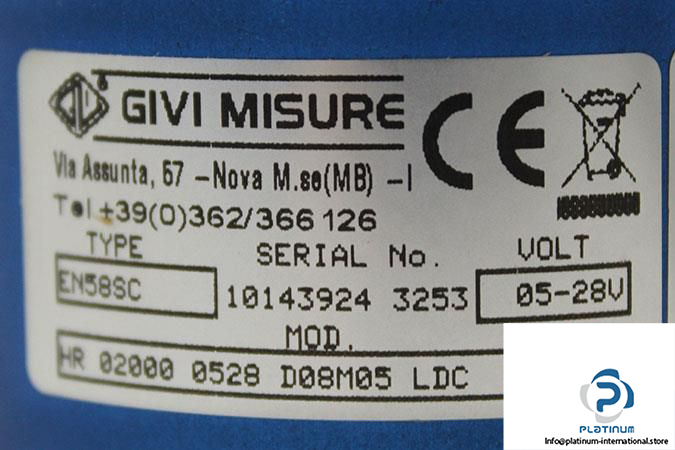 GIVI MISURE
CE
Via Assunta, 67 -Nova M.se(MB) -I
Tel ±39(0)362/366 126
TYPE SERIAL No. VOLT
EN58SC 10143924 3253 05-28V
MOD.
HR 02000 0528 D08M05 LDC
PLATINUM
info@platinum-international.store